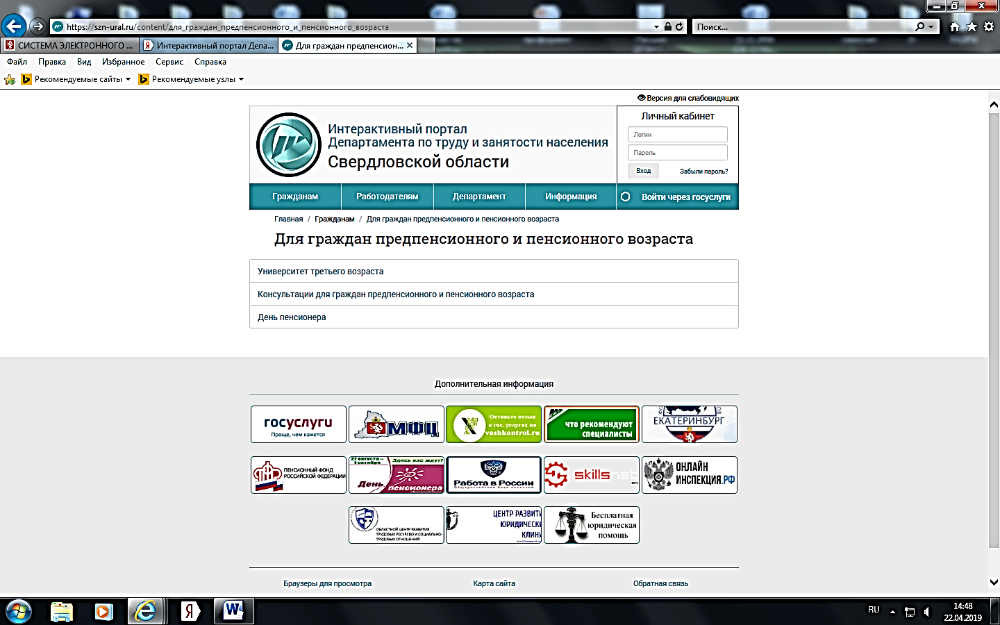 https://szn-ural.ru/content/для_граждан_предпенсионного_и_пенсионного_возраста
Поиск...
СИСТЕМА ЭЛЕКТРОННОГО ...
Интерактивный портал Депа...
Для граждан предпенсион...
Файл Правка Вид Избранное Сервис Справка
Рекомендуемые сайты Рекомендуемые узлы
Версия для слабовидящих
Интерактивный портал
Департамента по труду и занятости населения
Свердловской области
Личный кабинет
Логин
Пароль
Вход Забыли пароль?
Гражданам Работодателям Департамент Информация Войти через госуслуги
Главная / Гражданам / Для граждан предпенсионного и пенсионного возраста
Для граждан предпенсионного и пенсионного возраста
Университет третьего возраста
Консультации для граждан предпенсионного и пенсионного возраста
День пенсионера
Дополнительная информация
госуслуги
Проще, чем кажется
МФЦ
Оставьте отзыв
о гос. услугах на
vashkontrol.ru
что рекомендуют
специалисты
ЕКАТЕРИНБУРГ
ПЕНСИОННЫЙ ФОНД
РОССИЙСКОЙ ФЕДЕРАЦИИ
27 августа –
1 октября
Здесь вас ждут!
День
пенсионера
Работа в России
Общероссийская база вакансий
skillsnet
ОНЛАЙН
ИНСПЕКЦИЯ.РФ
ОБЛАСТНОЙ ЦЕНТР РАЗВИТИЯ
ТРУДОВЫХ РЕСУРСОВ И СОЦИАЛЬНО-
ТРУДОВЫХ ОТНОШЕНИЙ
ЦЕНТР РАЗВИТИ
ЮРИДИЧЕСКИ
КЛИНИ
Бесплатная
юридическая
помощь
Браузеры для просмотра Карта сайта Обратная связь
RU
14:48
22.04.2019